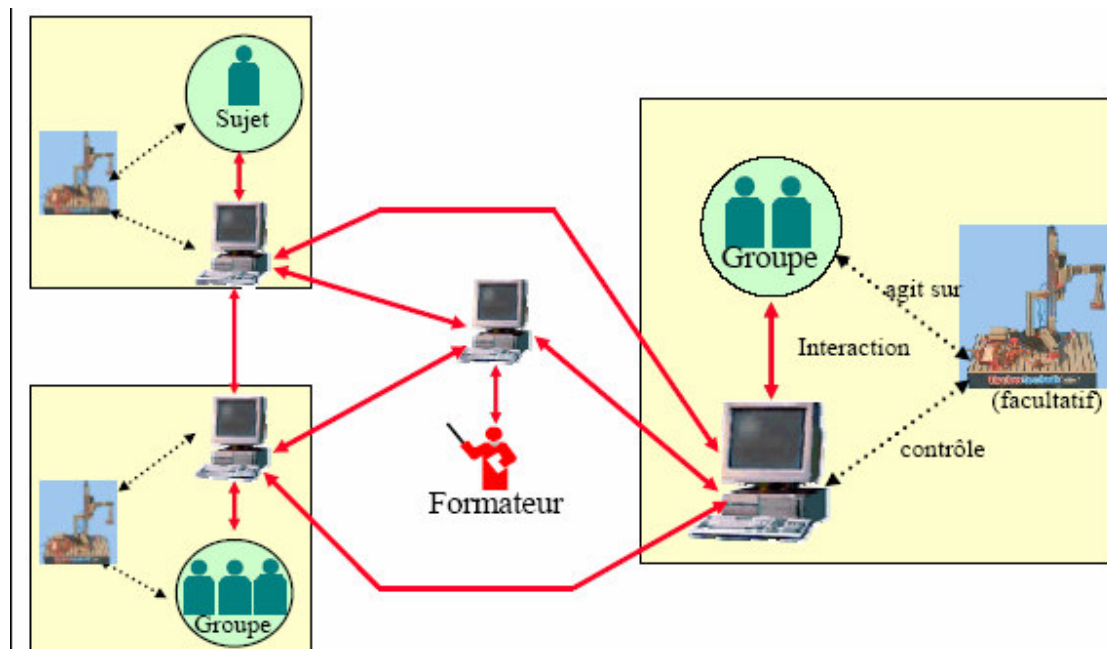 Sujet
Groupe
agit sur
Interaction
(facultatif)
contrôle
Formateur
Groupe